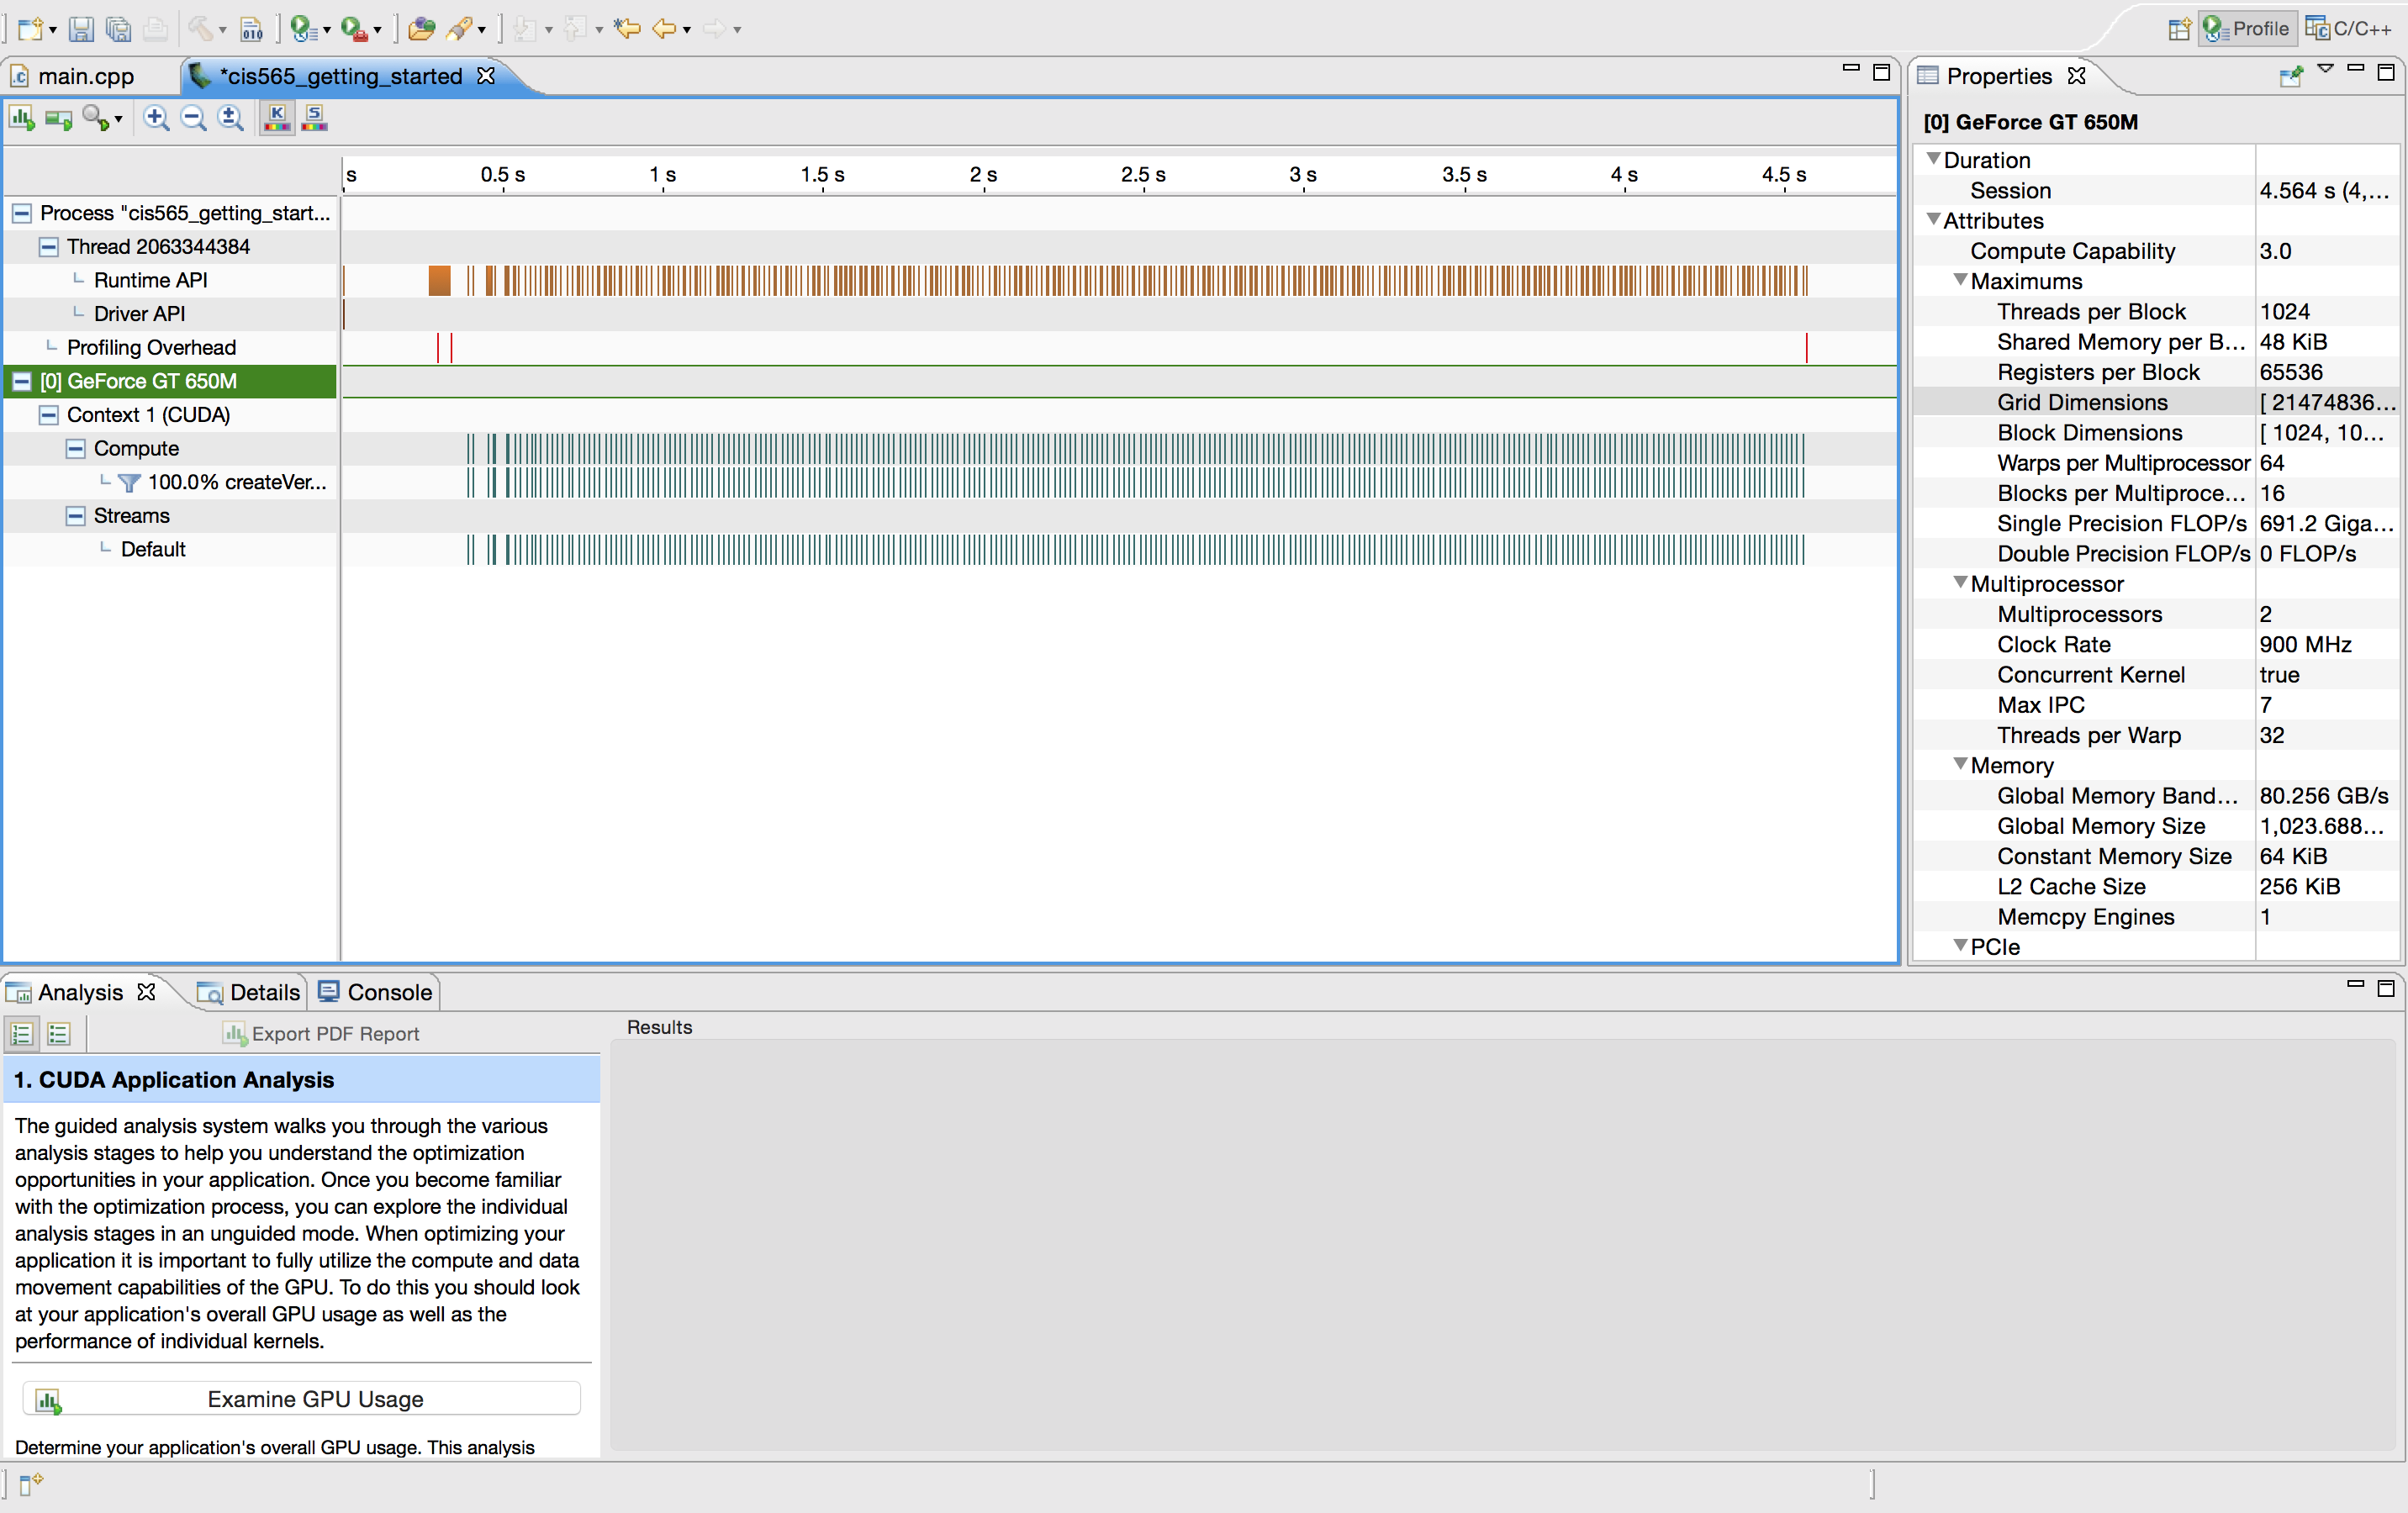 Profile
C/C++
main.cpp
*cis565_getting_started
Properties
K
S
[0] GeForce GT 650M
s
0.5 s
1 s
1.5 s
2 s
2.5 s
3 s
3.5 s
4 s
4.5 s
Process "cis565_getting_start...
Thread 2063344384
Runtime API
Driver API
Profiling Overhead
[0] GeForce GT 650M
Context 1 (CUDA)
Compute
100.0% createVer...
Streams
Default
Duration
Session 4.564 s (4,...
Attributes
Compute Capability 3.0
Maximums
Threads per Block 1024
Shared Memory per B... 48 KiB
Registers per Block 65536
Grid Dimensions [ 21474836...
Block Dimensions [ 1024, 10...
Warps per Multiprocessor 64
Blocks per Multiproce... 16
Single Precision FLOP/s 691.2 Giga...
Double Precision FLOP/s 0 FLOP/s
Multiprocessor
Multiprocessors 2
Clock Rate 900 MHz
Concurrent Kernel true
Max IPC 7
Threads per Warp 32
Memory
Global Memory Band... 80.256 GB/s
Global Memory Size 1,023.688...
Constant Memory Size 64 KiB
L2 Cache Size 256 KiB
Memcpy Engines 1
PCIe
Analysis
Details
Console
Export PDF Report
Results
1. CUDA Application Analysis
The guided analysis system walks you through the various
analysis stages to help you understand the optimization
opportunities in your application. Once you become familiar
with the optimization process, you can explore the individual
analysis stages in an unguided mode. When optimizing your
application it is important to fully utilize the compute and data
movement capabilities of the GPU. To do this you should look
at your application's overall GPU usage as well as the
performance of individual kernels.
Examine GPU Usage
Determine your application's overall GPU usage. This analysis